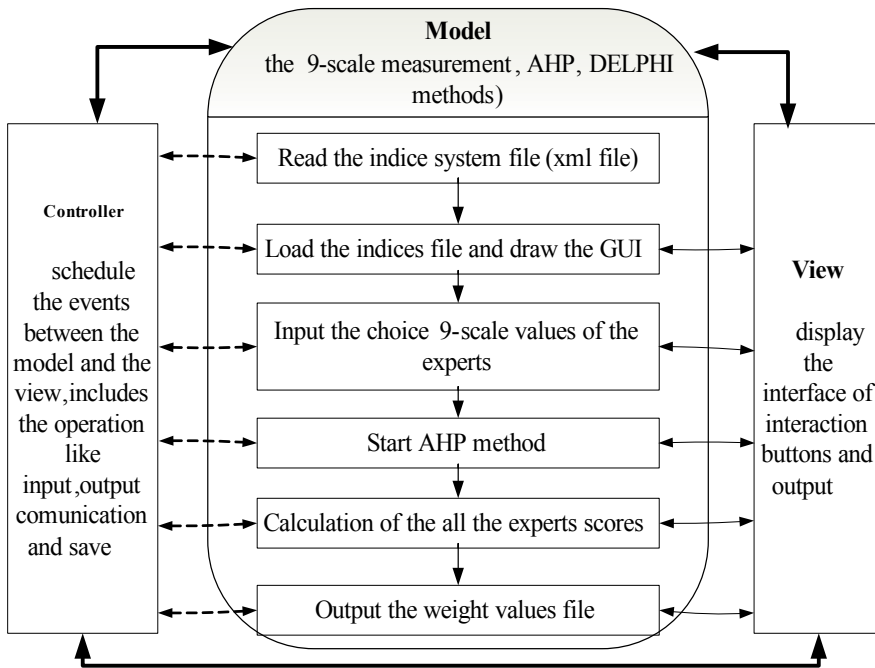 Model
the 9-scale measurement, AHP, DELPHI
methods)
Read the indice system file (xml file)
Load the indices file and draw the GUI
Input the choice 9-scale values of the
experts
Start AHP method
Calculation of the all the experts scores
Output the weight values file
Controller
schedule
the events
between the
model and the
view,includes
the operation
like
input,output
comunication
and save
View
display
the
interface of
interaction
buttons and
output